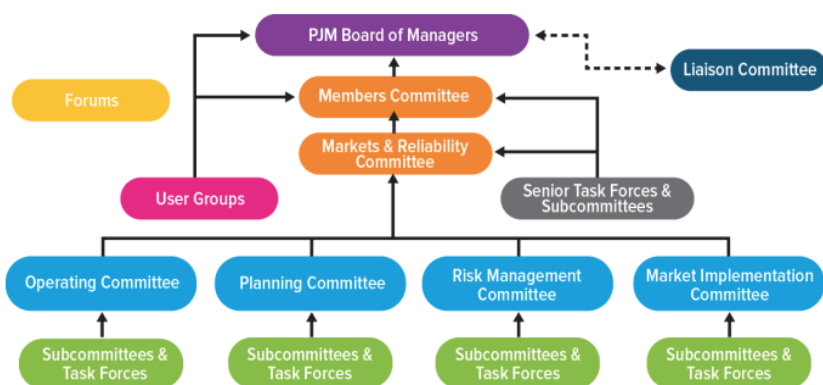 PJM Board of Managers
Liaison Committee
Forums
Members Committee
Markets & Reliability
Committee
User Groups
Senior Task Forces &
Subcommittees
Operating Committee
Planning Committee
Risk Management
Committee
Market Implementation
Committee
Subcommittees &
Task Forces
Subcommittees &
Task Forces
Subcommittees &
Task Forces
Subcommittees &
Task Forces